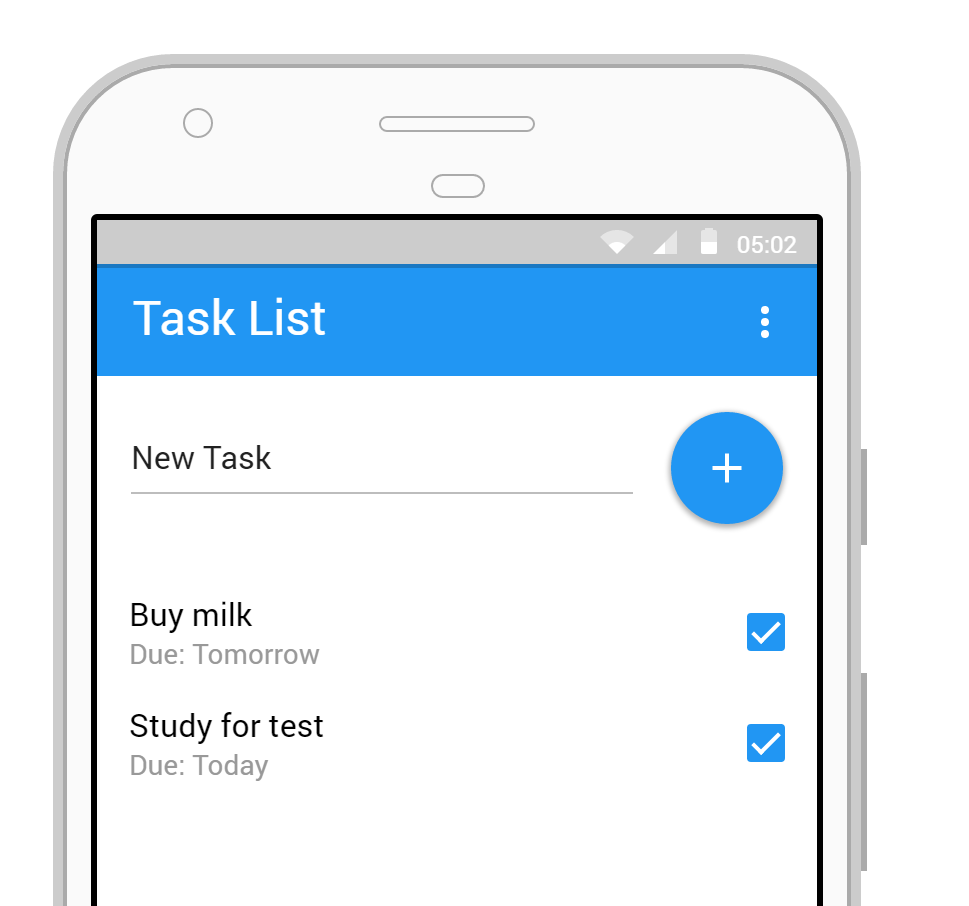 05:02
Task List
New Task
Buy milk
Due: Tomorrow
Study for test
Due: Today